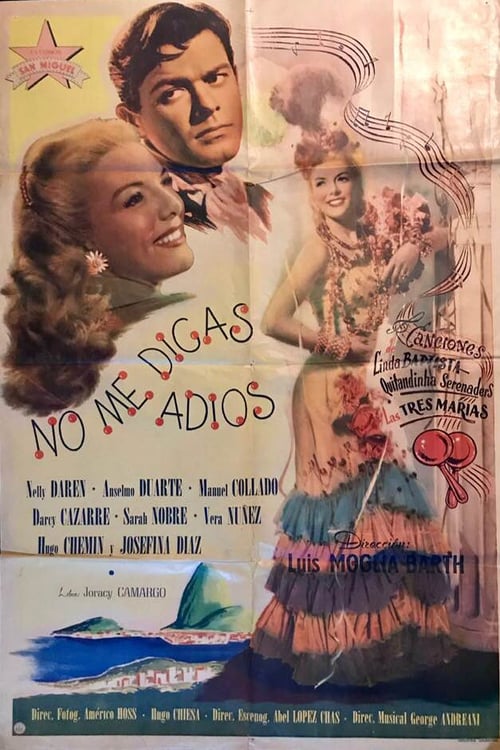 ESTUDIOS
SAN MIGUEL
Canciones
Linda BAPTISTA
Quitandinha Serenaders
Las TRES MARIAS
NO ME DIGAS
ADIOS
Nelly DAREN · Anselmo DUARTE · Manuel COLLADO
Darcy CAZARRE · Sarah NOBRE · Vera NUÑEZ
Hugo CHEMIN y JOSEFINA DIAZ
Dirección:
Luis MOGLIA BARTH
Libro: Joracy CAMARGO
Direc. Fotog. Américo HOSS · Hugo CHIESA · Direc. Escenog. Abel LOPEZ CHAS · Direc. Musical George ANDREANI